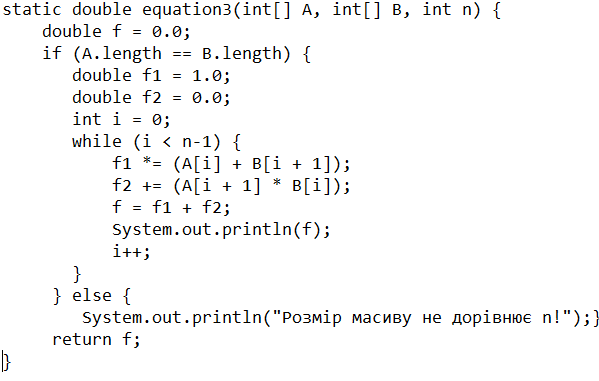 static double equation3(int[] A, int[] B, int n) {
    double f = 0.0;
    if (A.length == B.length) {
       double f1 = 1.0;
       double f2 = 0.0;
       int i = 0;
       while (i < n-1) {
           f1 *= (A[i] + B[i + 1]);
           f2 += (A[i + 1] * B[i]);
           f = f1 + f2;
           System.out.println(f);
           i++;
       }
     } else {
        System.out.println("Розмір масиву не дорівнює n!");}
     return f;
}